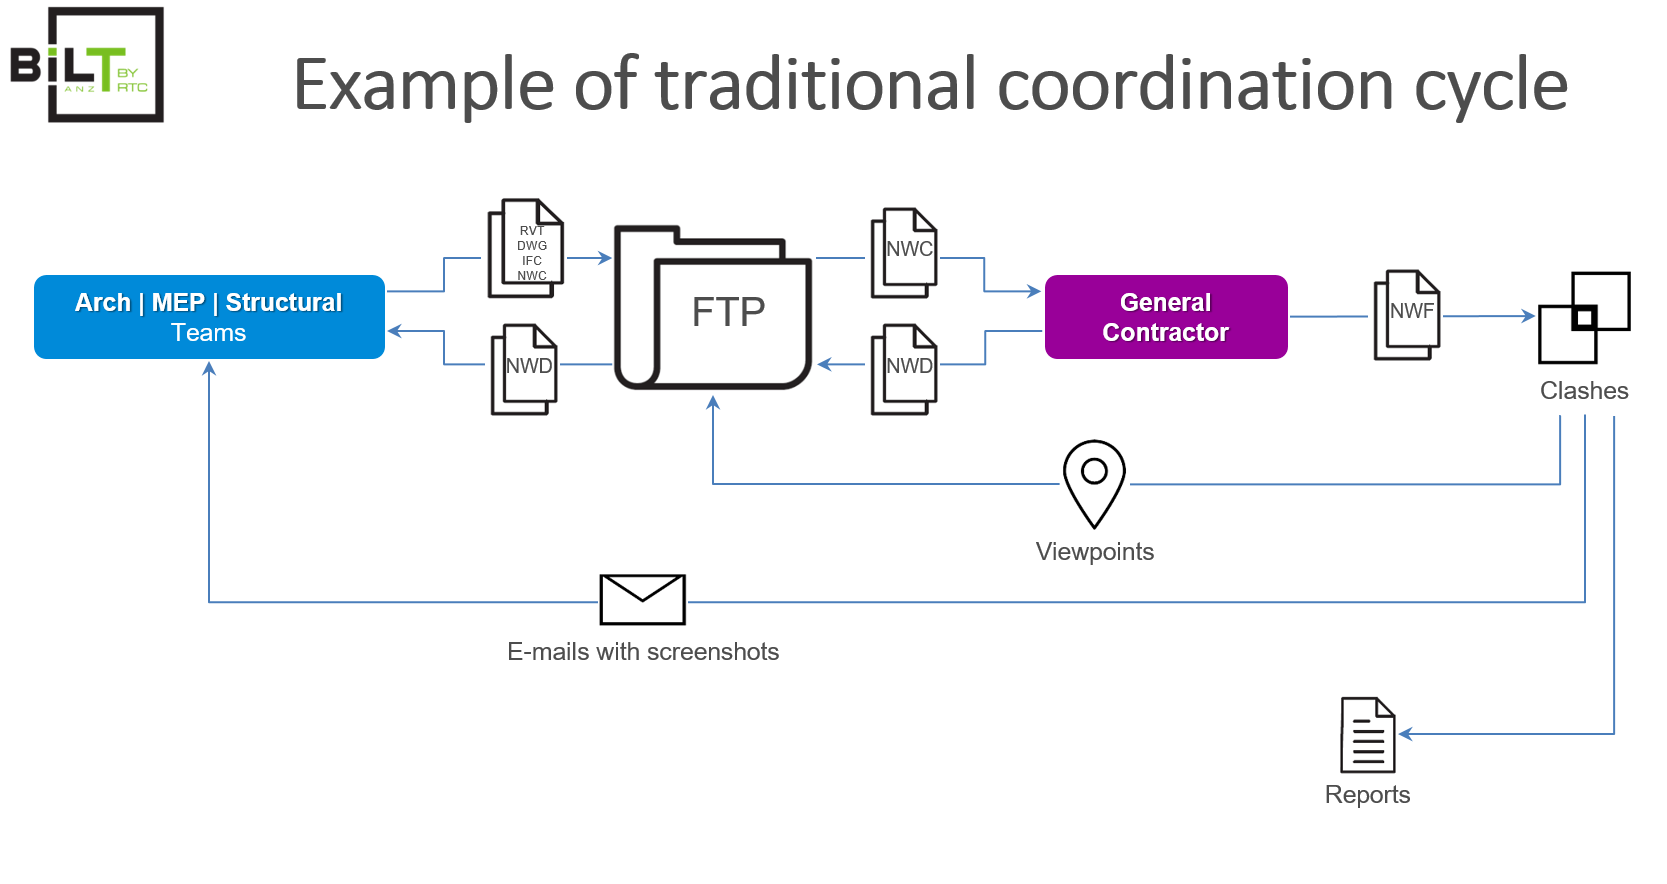 BiLT
BY
ANZ
RTC
Example of traditional coordination cycle
RVT
DWG
IFC
NWC
NWC
FTP
Arch | MEP | Structural
Teams
General
Contractor
NWF
NWD
NWD
Clashes
Viewpoints
E-mails with screenshots
Reports